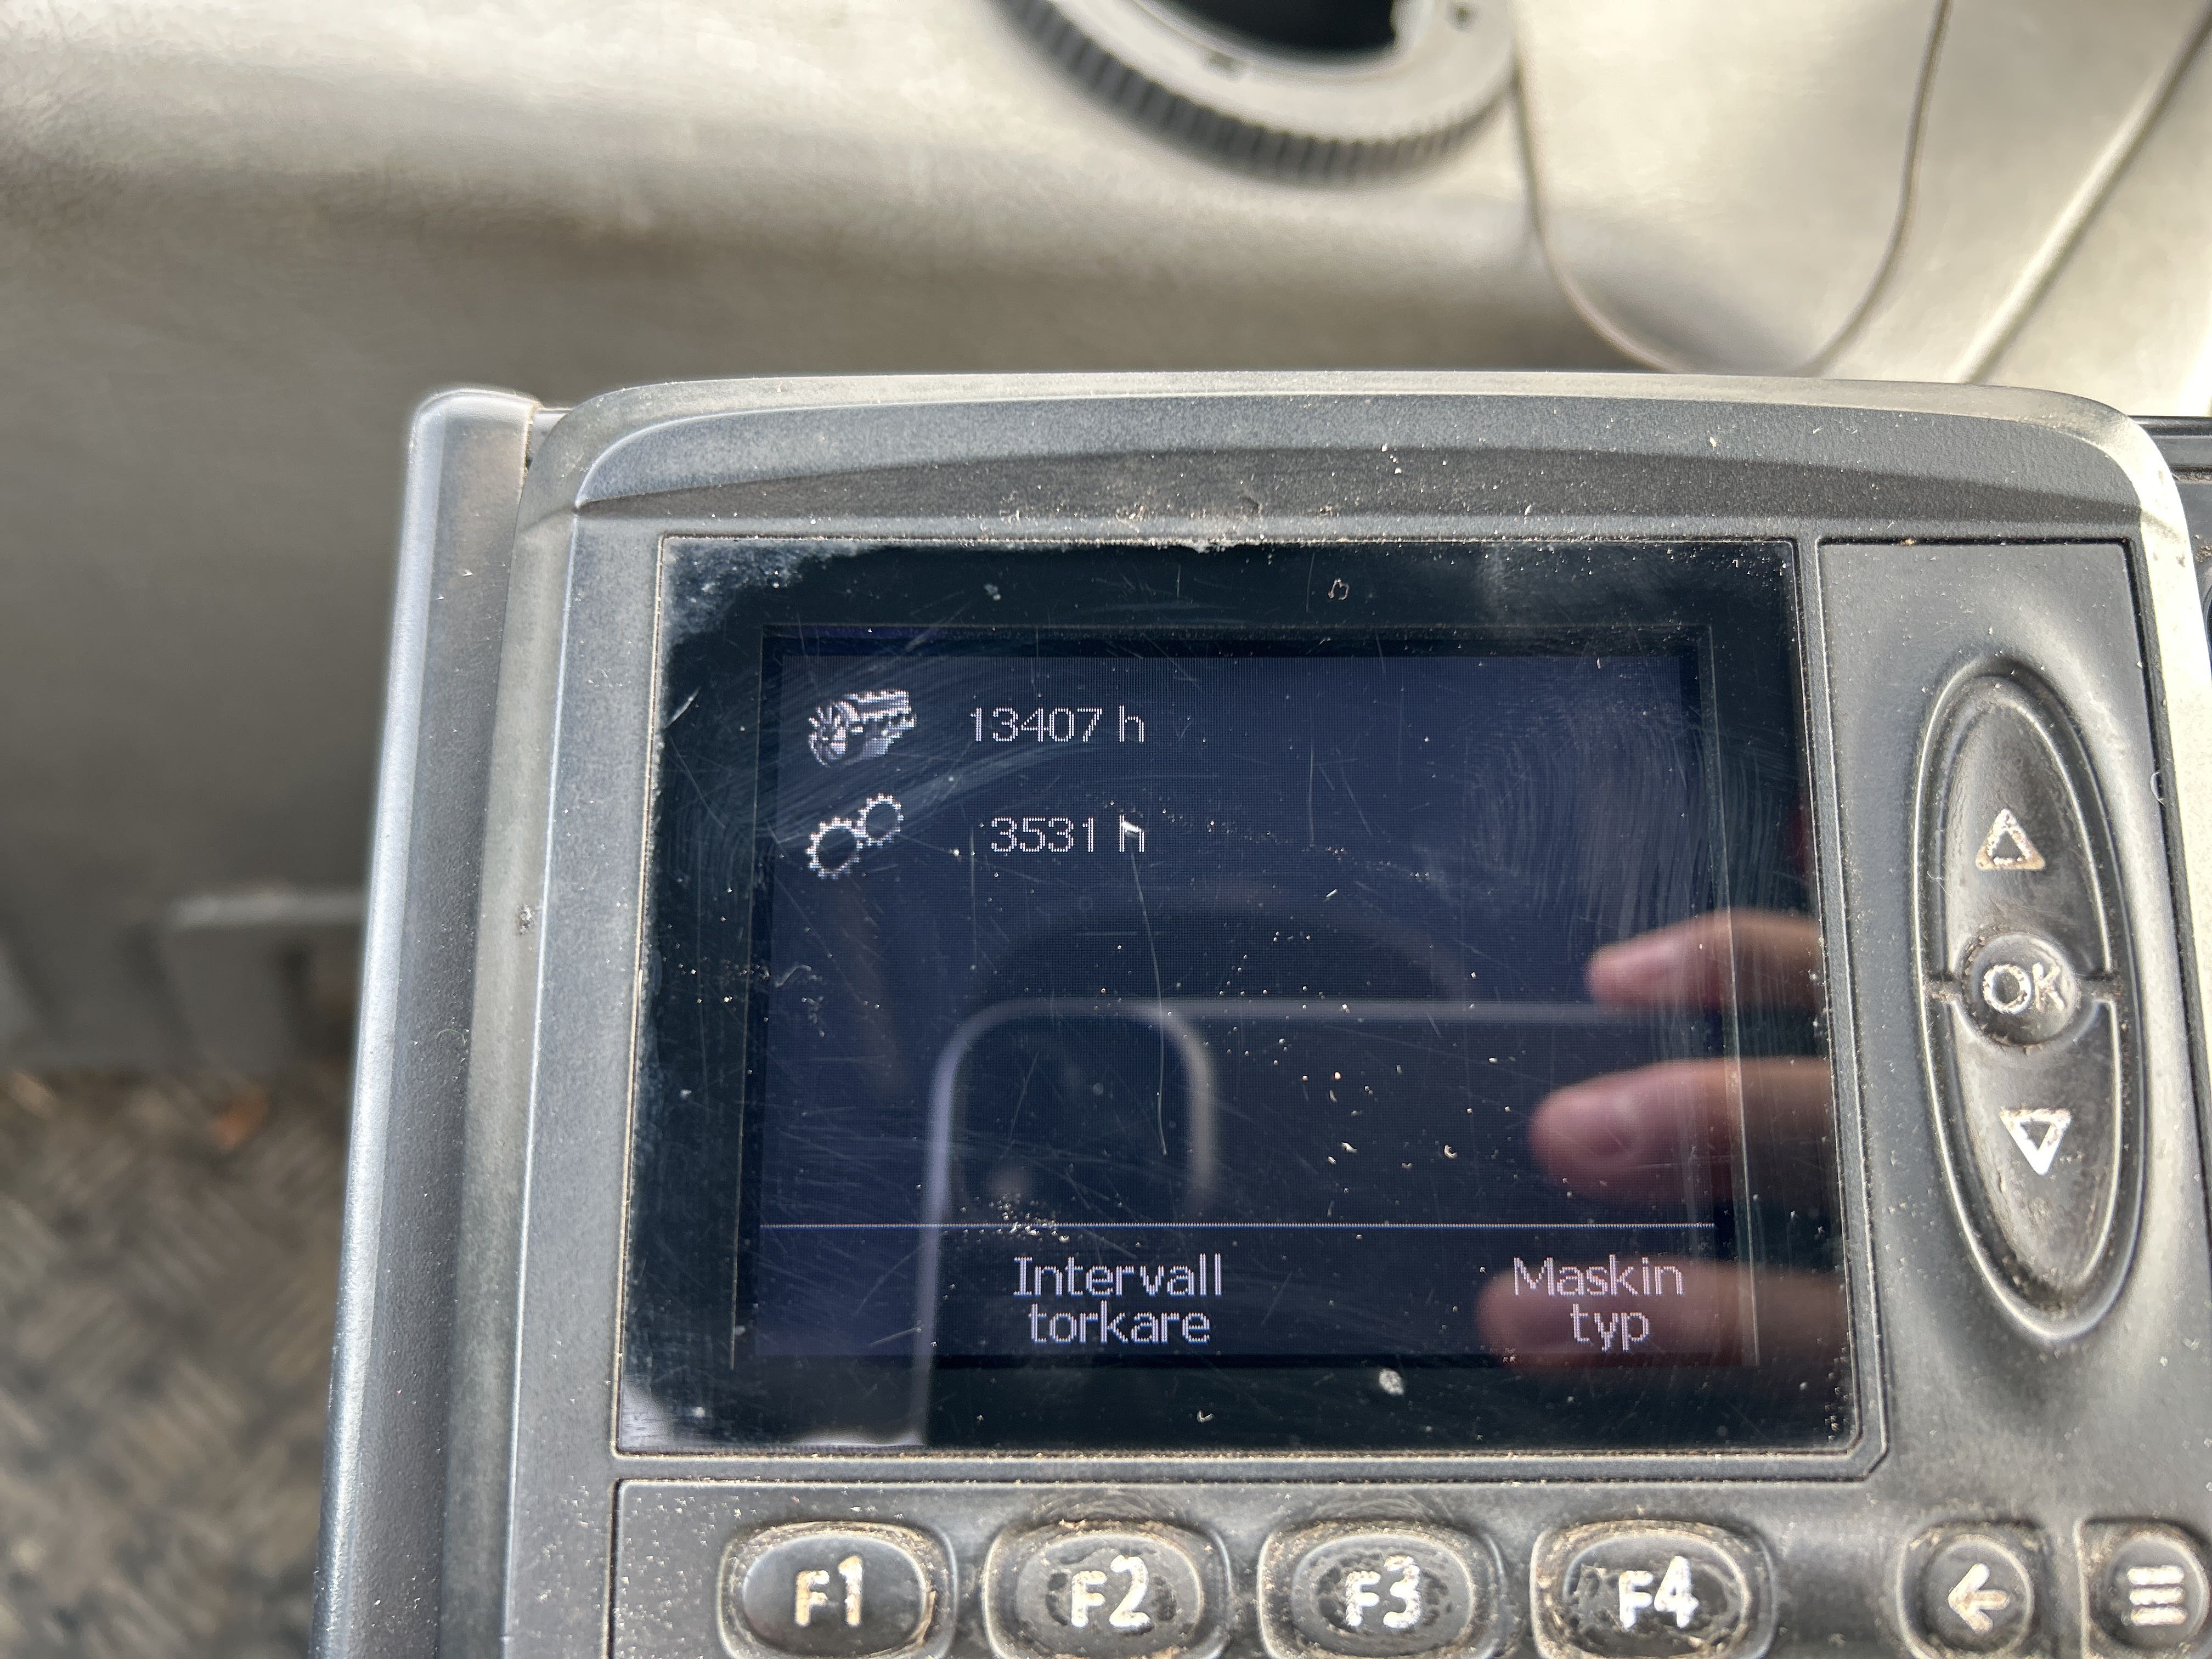 13407 h
3531 h
Intervall
torkare
Maskin
typ
OK
F1 F2 F3 F4